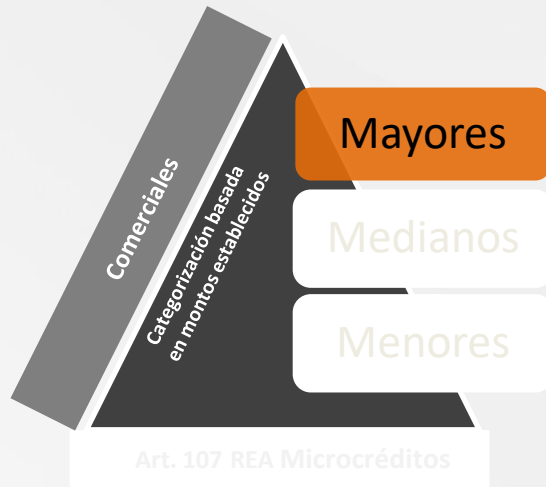 Comerciales
Categorización basada
en montos establecidos
Mayores
Medianos
Menores
Art. 107 REA Microcréditos